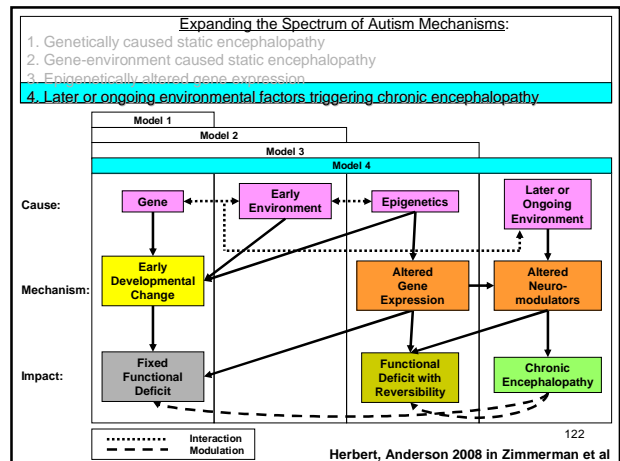 Expanding the Spectrum of Autism Mechanisms:
1. Genetically caused static encephalopathy
2. Gene-environment caused static encephalopathy
3. Epigenetically altered gene expression
4. Later or ongoing environmental factors triggering chronic encephalopathy
Model 1
Model 2
Model 3
Model 4
Cause:
Gene
Early
Environment
Epigenetics
Later or
Ongoing
Environment
Mechanism:
Early
Developmental
Change
Altered
Gene
Expression
Altered
Neuro-
modulators
Impact:
Fixed
Functional
Deficit
Functional
Deficit with
Reversibility
Chronic
Encephalopathy
Interaction
Modulation
122
Herbert, Anderson 2008 in Zimmerman et al